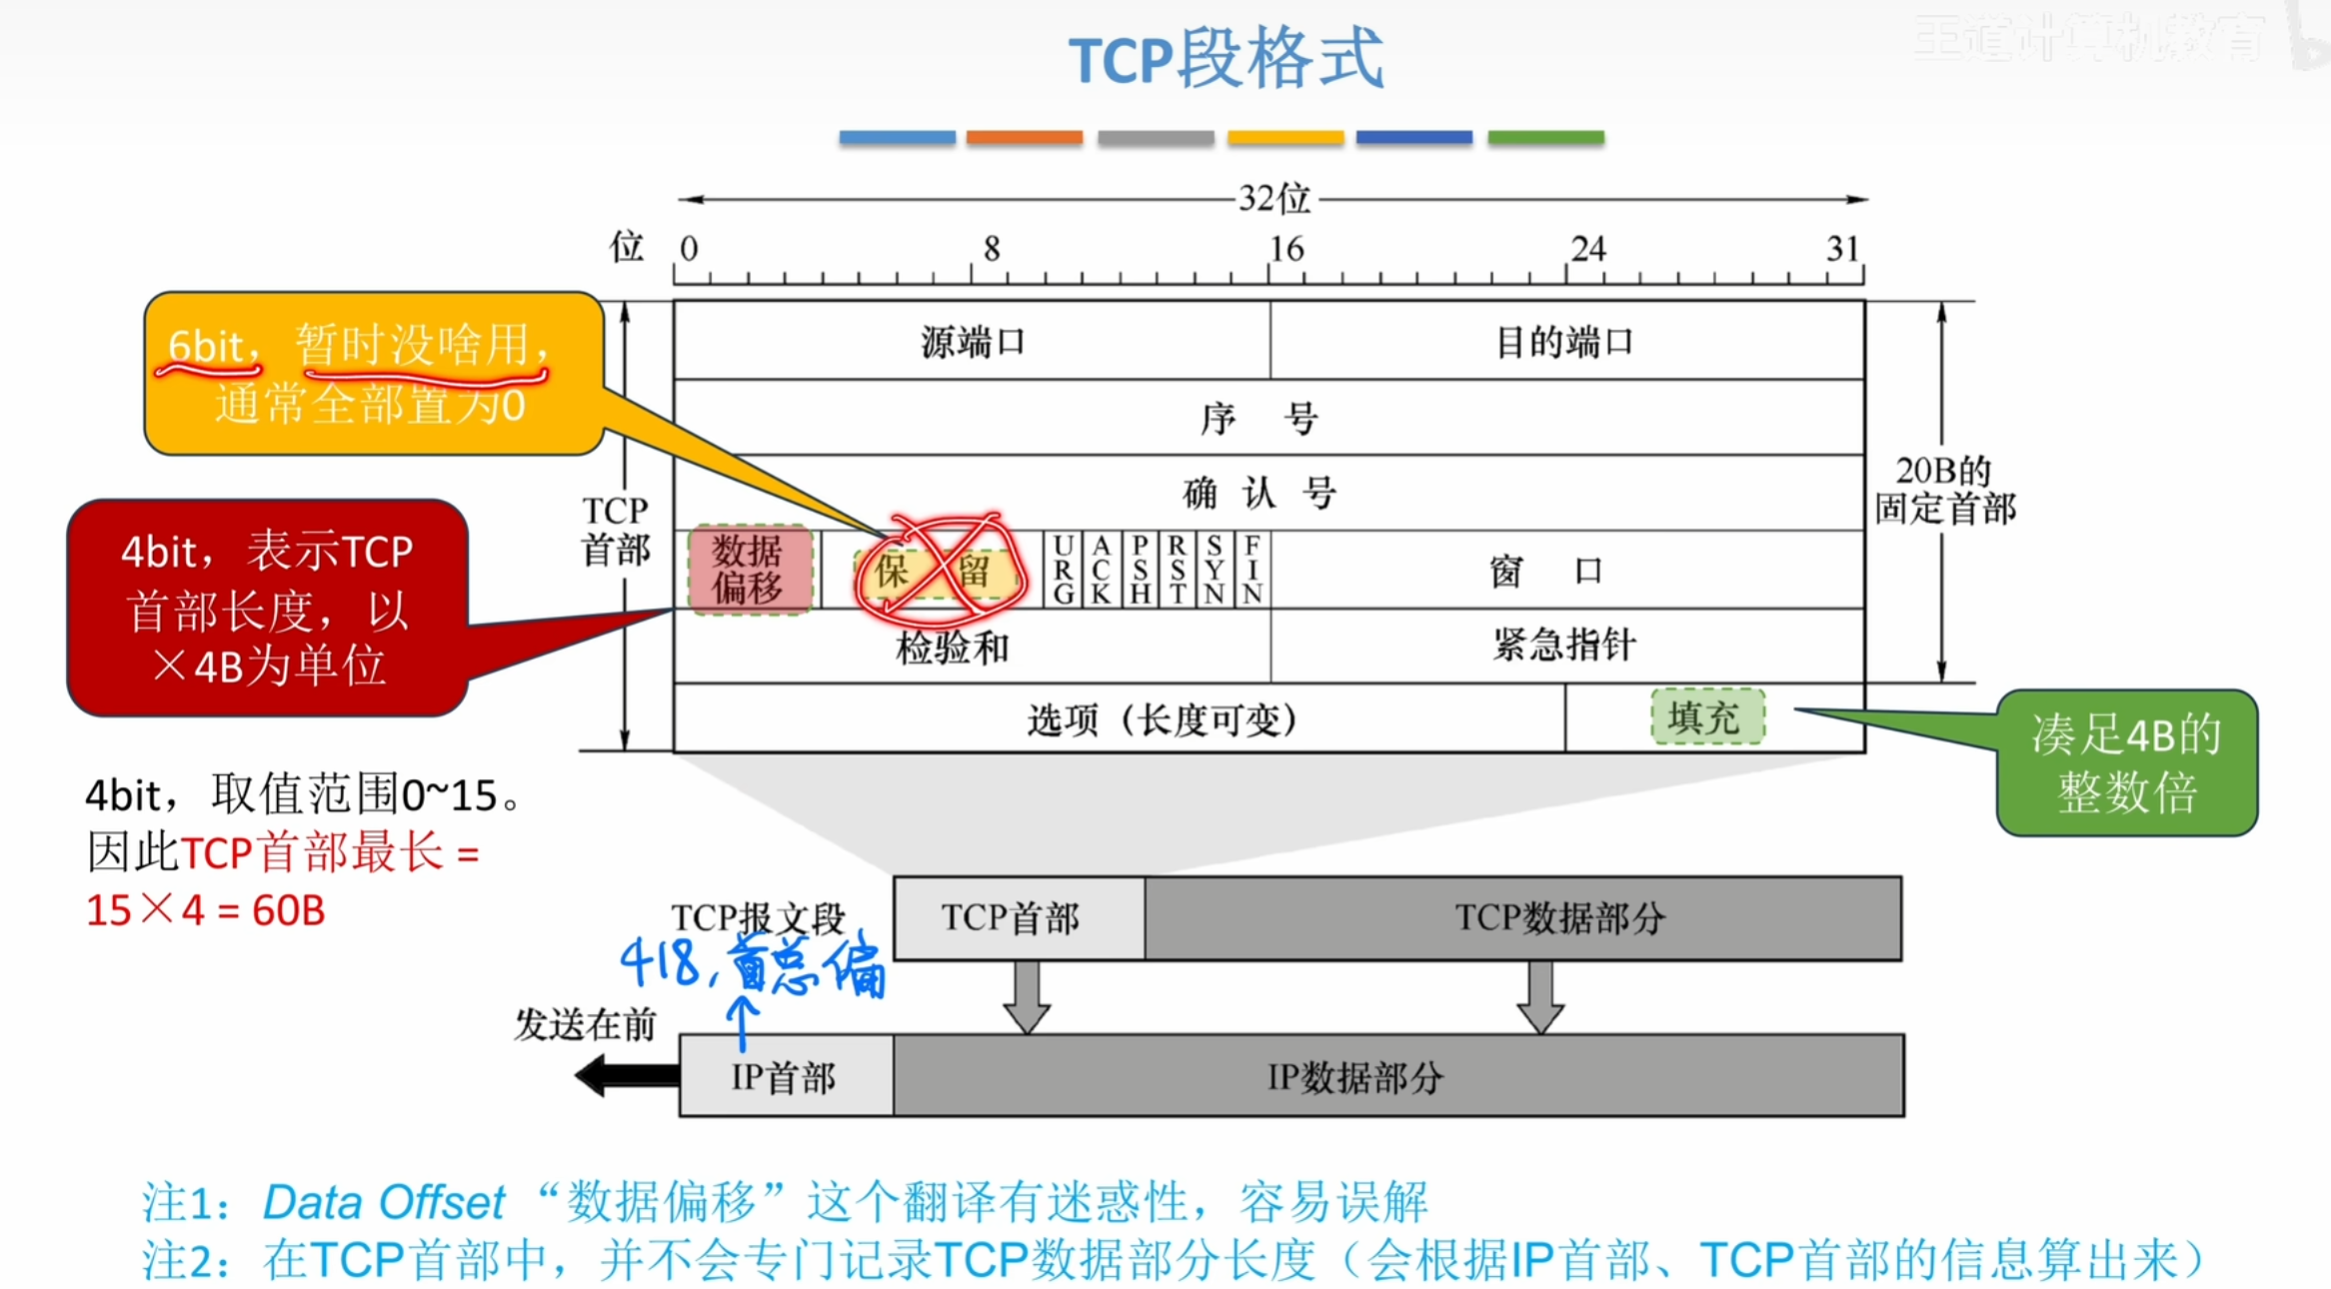 王道计算机教育
TCP段格式
32位
位 0 8 16 24 31
6bit，暂时没啥用，
通常全部置为0
源端口 目的端口
序 号
确 认 号
TCP
首部
20B的
固定首部
4bit，表示TCP
首部长度，以
×4B为单位
数据
偏移
保 留
URG ACK PSH RST SYN FIN
窗 口
检验和 紧急指针
选项（长度可变） 填充
凑足4B的
整数倍
4bit，取值范围0~15。
因此TCP首部最长 =
15×4 = 60B
TCP报文段 TCP首部 TCP数据部分
418，首总偏
发送在前
IP首部 IP数据部分
注1：Data Offset “数据偏移”这个翻译有迷惑性，容易误解
注2：在TCP首部中，并不会专门记录TCP数据部分长度（会根据IP首部、TCP首部的信息算出来）